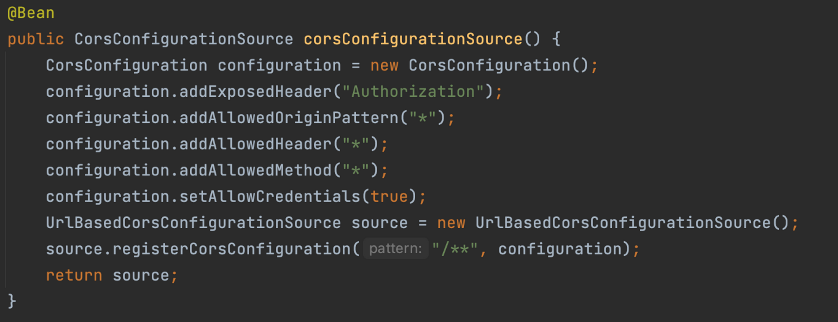 @Bean
public CorsConfigurationSource corsConfigurationSource() {
    CorsConfiguration configuration = new CorsConfiguration();
    configuration.addExposedHeader("Authorization");
    configuration.addAllowedOriginPattern("*");
    configuration.addAllowedHeader("*");
    configuration.addAllowedMethod("*");
    configuration.setAllowCredentials(true);
    UrlBasedCorsConfigurationSource source = new UrlBasedCorsConfigurationSource();
    source.registerCorsConfiguration( pattern: "/**", configuration);
    return source;
}